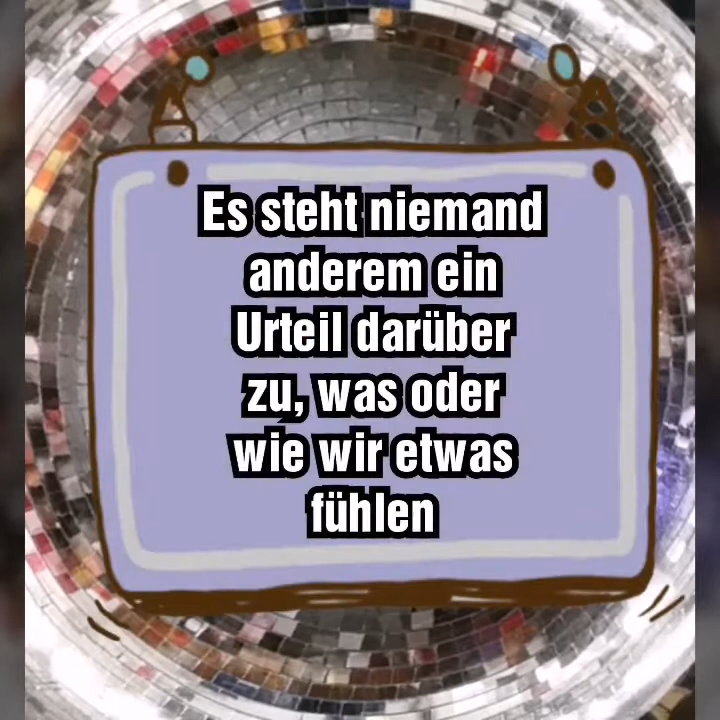 Es steht niemand
anderem ein
Urteil darüber
zu, was oder
wie wir etwas
fühlen